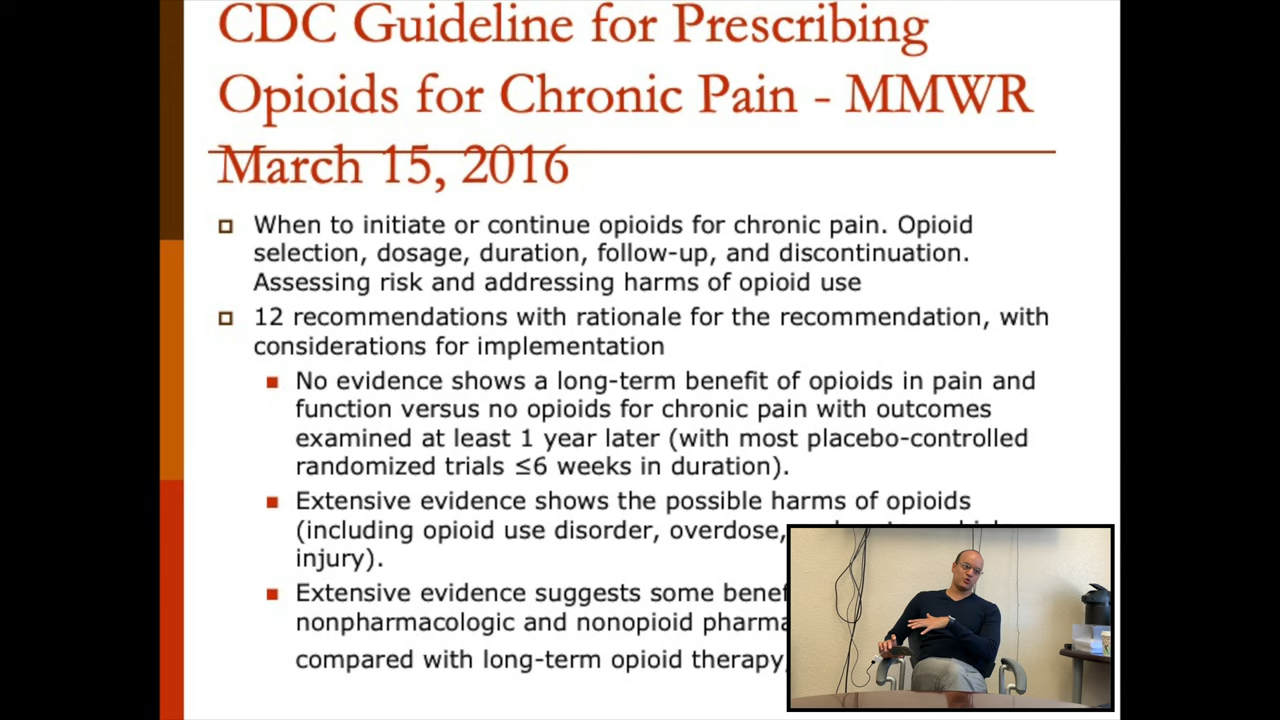 CDC Guideline for Prescribing
Opioids for Chronic Pain - MMWR
March 15, 2016
When to initiate or continue opioids for chronic pain. Opioid
selection, dosage, duration, follow-up, and discontinuation.
Assessing risk and addressing harms of opioid use
12 recommendations with rationale for the recommendation, with
considerations for implementation
No evidence shows a long-term benefit of opioids in pain and
function versus no opioids for chronic pain with outcomes
examined at least 1 year later (with most placebo-controlled
randomized trials ≤6 weeks in duration).
Extensive evidence shows the possible harms of opioids
(including opioid use disorder, overdose,
injury).
Extensive evidence suggests some
nonpharmacologic and nonopioid
compared with long-term opioid therapy,